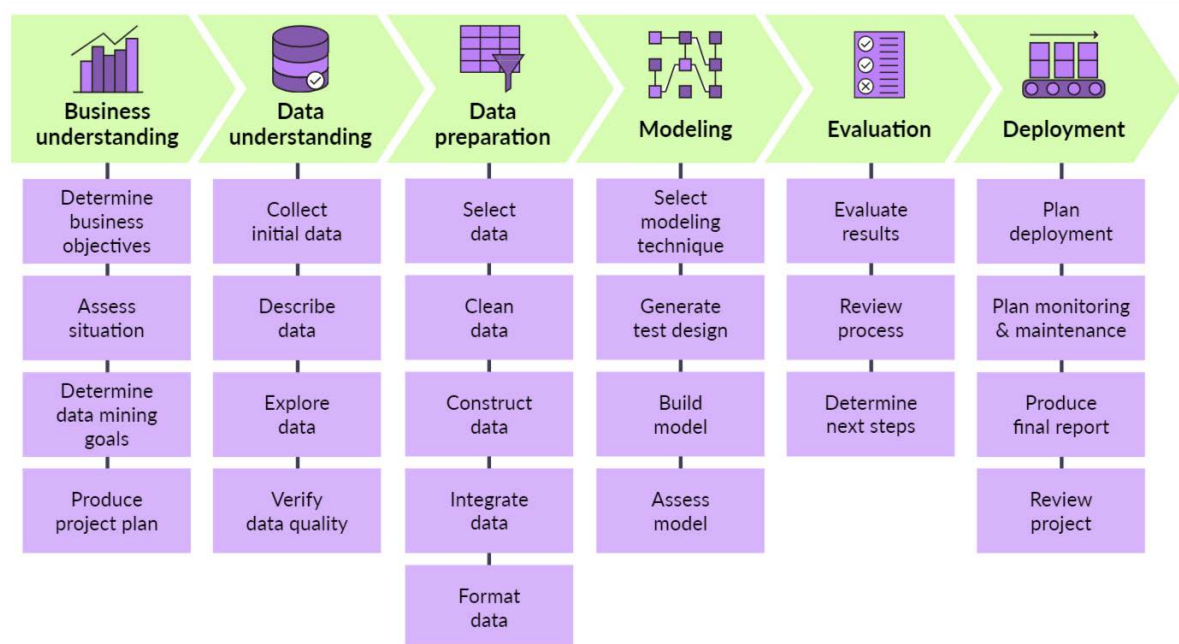 Business
understanding
Data
understanding
Data
preparation
Modeling
Evaluation
Deployment
Determine
business
objectives
Assess
situation
Determine
data mining
goals
Produce
project plan
Collect
initial data
Describe
data
Explore
data
Verify
data quality
Select
data
Clean
data
Construct
data
Integrate
data
Format
data
Select
modeling
technique
Generate
test design
Build
model
Assess
model
Evaluate
results
Review
process
Determine
next steps
Plan
deployment
Plan monitoring
& maintenance
Produce
final report
Review
project